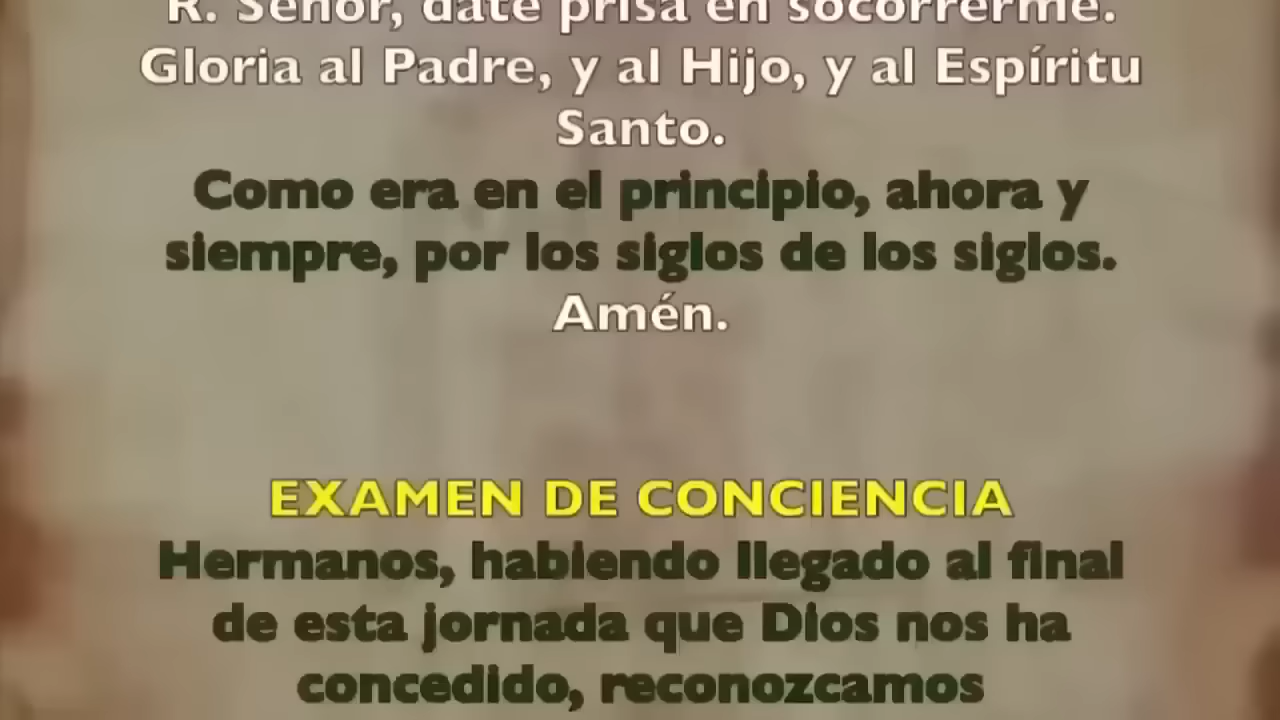 R. Señor, date prisa en socorrerme.
Gloria al Padre, y al Hijo, y al Espíritu
Santo.
Como era en el principio, ahora y
siempre, por los siglos de los siglos.
Amén.
EXAMEN DE CONCIENCIA
Hermanos, habiendo llegado al final
de esta jornada que Dios nos ha
concedido, reconozcamos